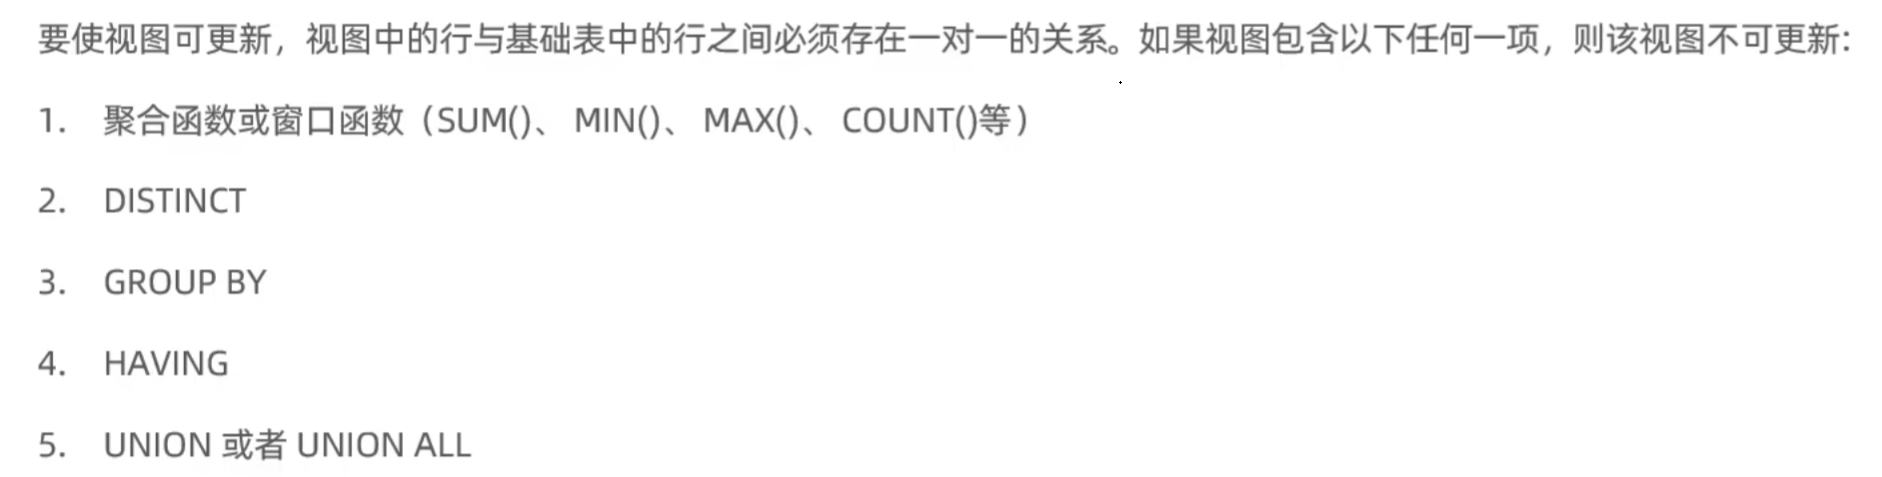 要使视图可更新，视图中的行与基础表中的行之间必须存在一对一的关系。如果视图包含以下任何一项，则该视图不可更新:
1. 聚合函数或窗口函数（SUM()、 MIN()、 MAX()、 COUNT()等）
2. DISTINCT
3. GROUP BY
4. HAVING
5. UNION 或者 UNION ALL